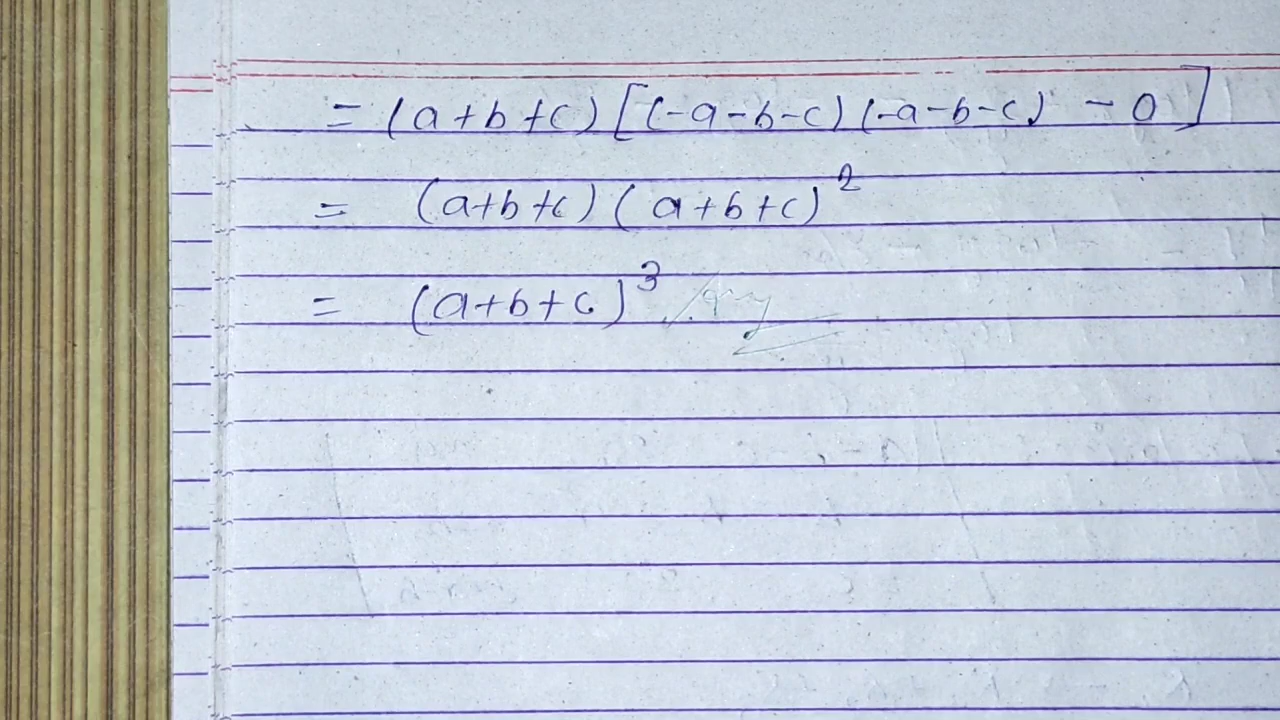 = (a+b+c) [(-a-b-c) (-a-b-c) - 0]
= (a+b+c) (a+b+c)²
= (a+b+c)³